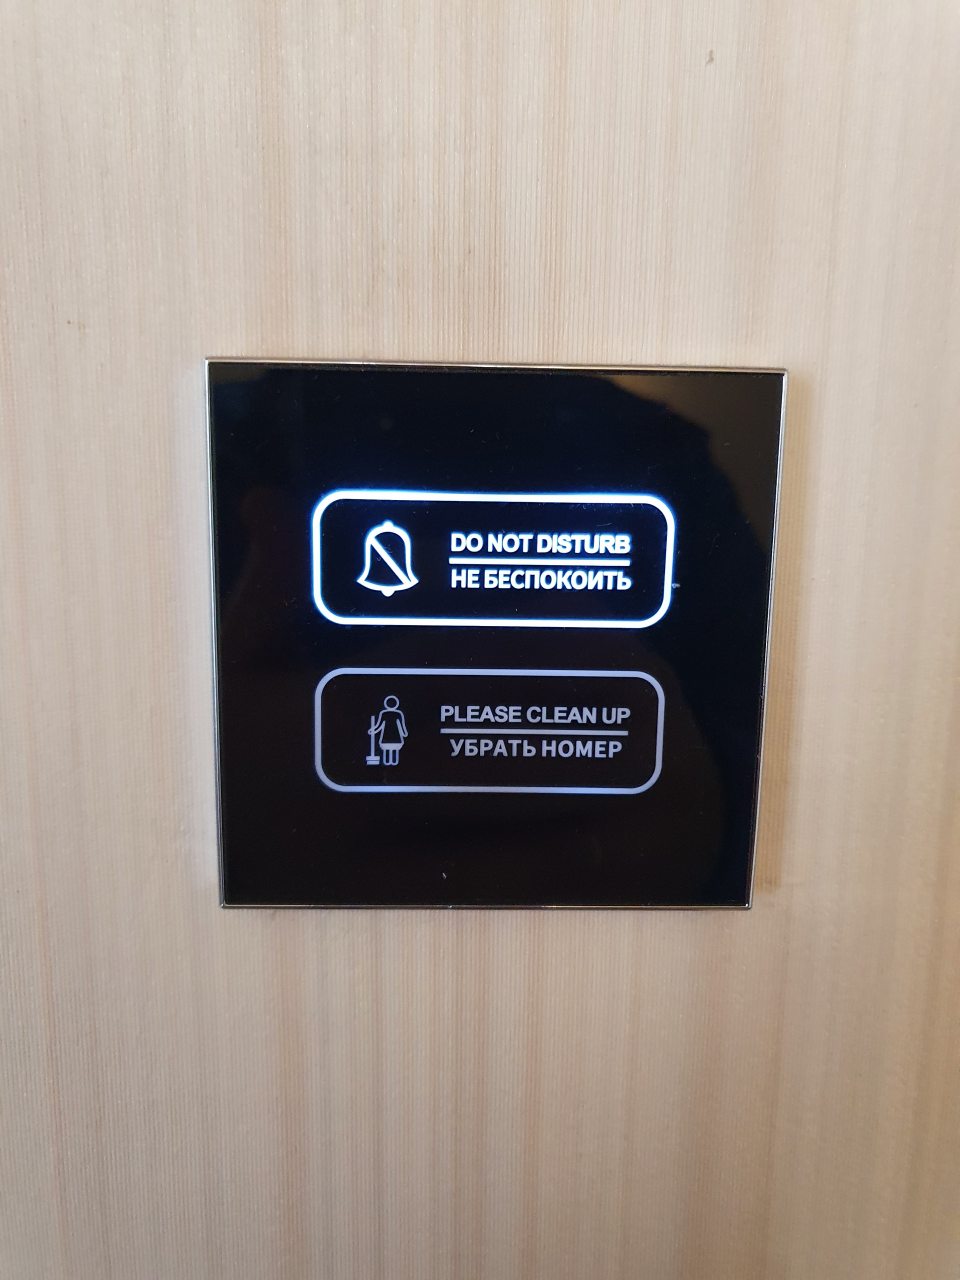 DO NOT DISTURB
НЕ БЕСПОКОИТЬ
PLEASE CLEAN UP
УБРАТЬ НОМЕР